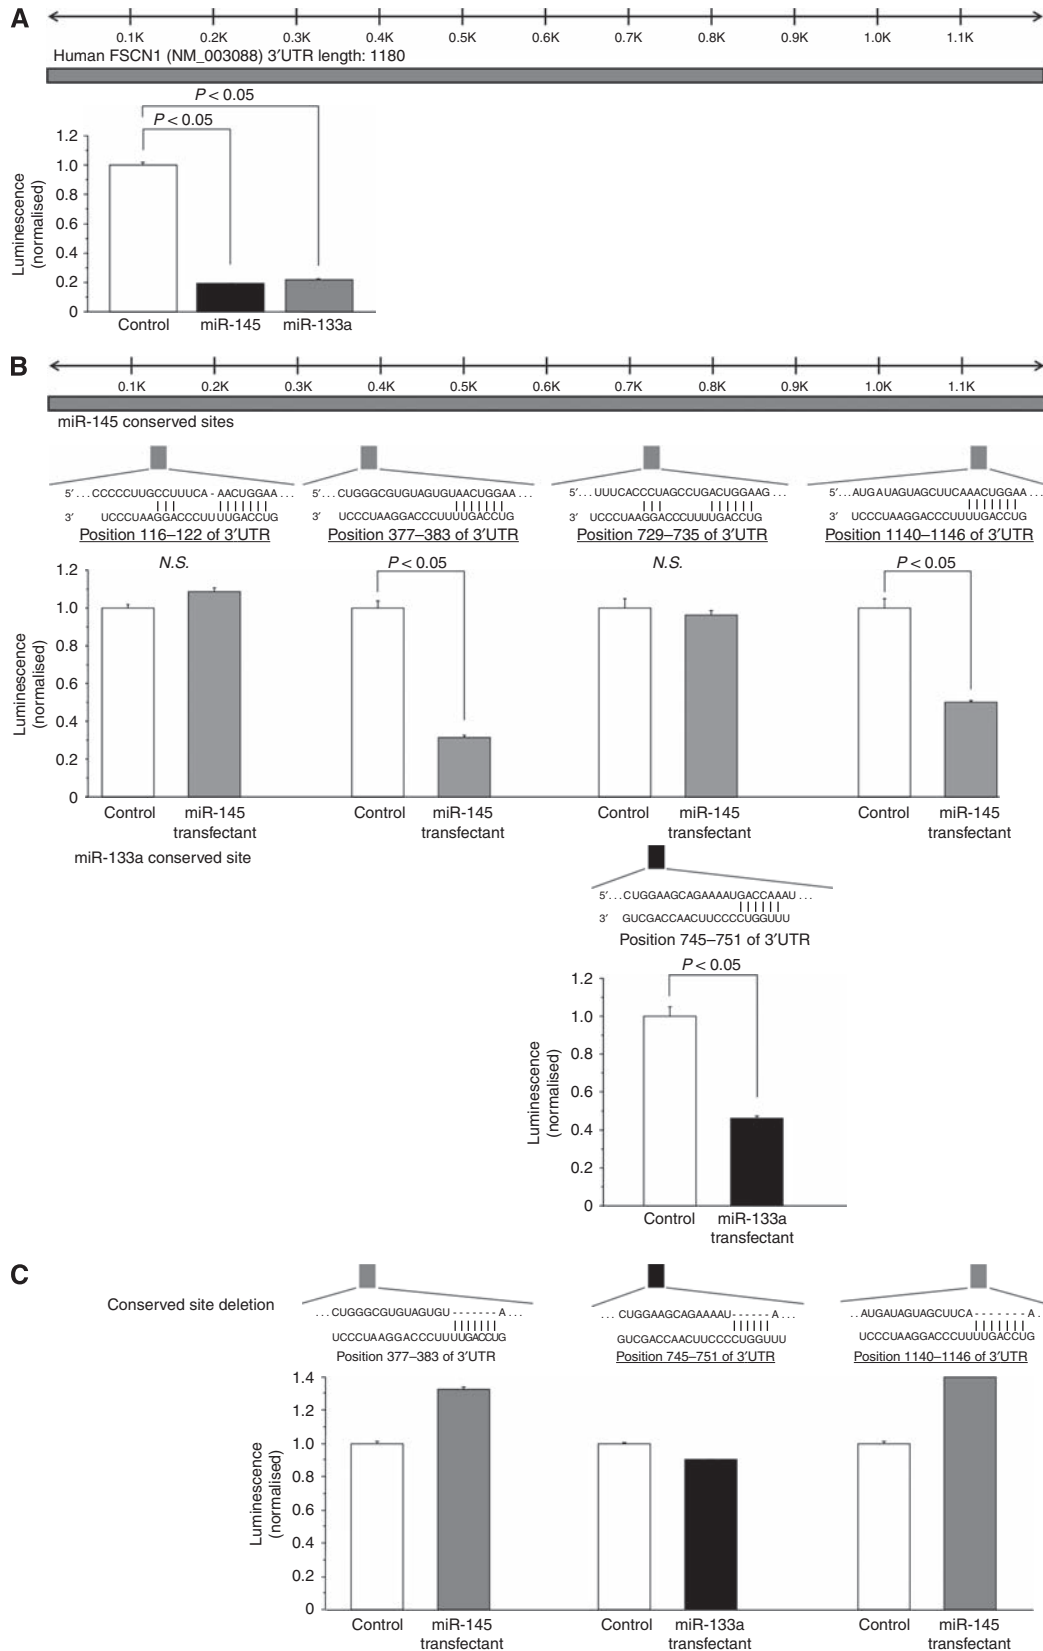 A
0.1K 0.2K 0.3K 0.4K 0.5K 0.6K 0.7K 0.8K 0.9K 1.0K 1.1K
Human FSCN1 (NM_003088) 3′UTR length: 1180
P < 0.05
P < 0.05
Luminescence
(normalised)
1.2
1.0
0.8
0.6
0.4
0.2
0
Control miR-145 miR-133a
B
0.1K 0.2K 0.3K 0.4K 0.5K 0.6K 0.7K 0.8K 0.9K 1.0K 1.1K
miR-145 conserved sites
5′...CCCCCUUGCCUUUCA - AACUGGAA...
3′ UCCCUAAGGACCCUUUUGACCUG
Position 116–122 of 3′UTR
5′...CUGGGCGUGUAGUGUAACUGGAA...
3′ UCCCUAAGGACCCUUUUGACCUG
Position 377–383 of 3′UTR
5′...UUUCACCCUAGCCUGACUGGAAG...
3′ UCCCUAAGGACCCUUUUGACCUG
Position 729–735 of 3′UTR
5′...AUGAUAGUAGCUUCAAACUGGAA...
3′ UCCCUAAGGACCCUUUUGACCUG
Position 1140–1146 of 3′UTR
N.S.
P < 0.05
N.S.
P < 0.05
Luminescence
(normalised)
1.2
1.0
0.8
0.6
0.4
0.2
0
Control miR-145
transfectant
Control miR-145
transfectant
Control miR-145
transfectant
Control miR-145
transfectant
miR-133a conserved site
5′...CUGGAAGCAGAAAAUGACCAAAU...
3′ GUCGACCAACUUCCCCUGGUUU
Position 745–751 of 3′UTR
P < 0.05
Luminescence
(normalised)
1.2
1.0
0.8
0.6
0.4
0.2
0
Control miR-133a
transfectant
C
Conserved site deletion
...CUGGGCGUGUAGUGU-------A...
UCCCUAAGGACCCUUUUGACCUG
Position 377–383 of 3′UTR
...CUGGAAGCAGAAAAU------A...
GUCGACCAACUUCCCCUGGUUU
Position 745–751 of 3′UTR
...AUGAUAGUAGCUUCA-------A...
UCCCUAAGGACCCUUUUGACCUG
Position 1140–1146 of 3′UTR
Luminescence
(normalised)
1.4
1.2
1.0
0.8
0.6
0.4
0.2
0
Control miR-145
transfectant
Control miR-133a
transfectant
Control miR-145
transfectant